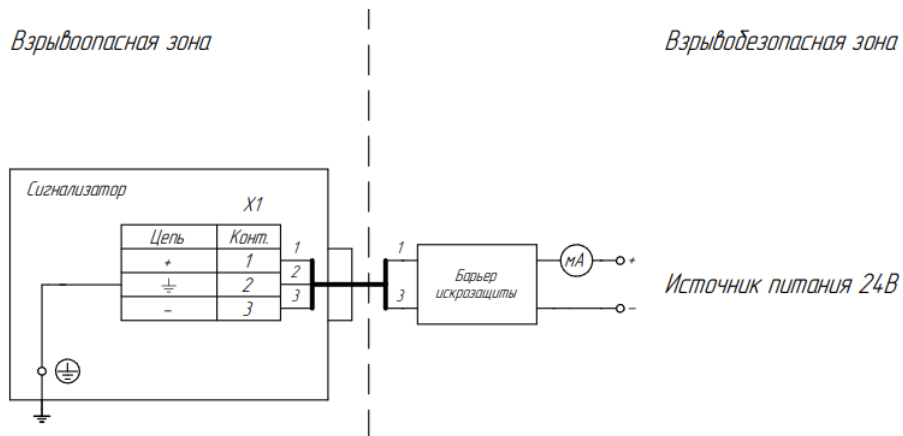 Взрывоопасная зона
Взрывобезопасная зона
Сигнализатор
X1
Цепь Конт.
+ 1
⏚ 2
− 3
1
2
3
1
3
Барьер
искрозащиты
мА
+
−
Источник питания 24В